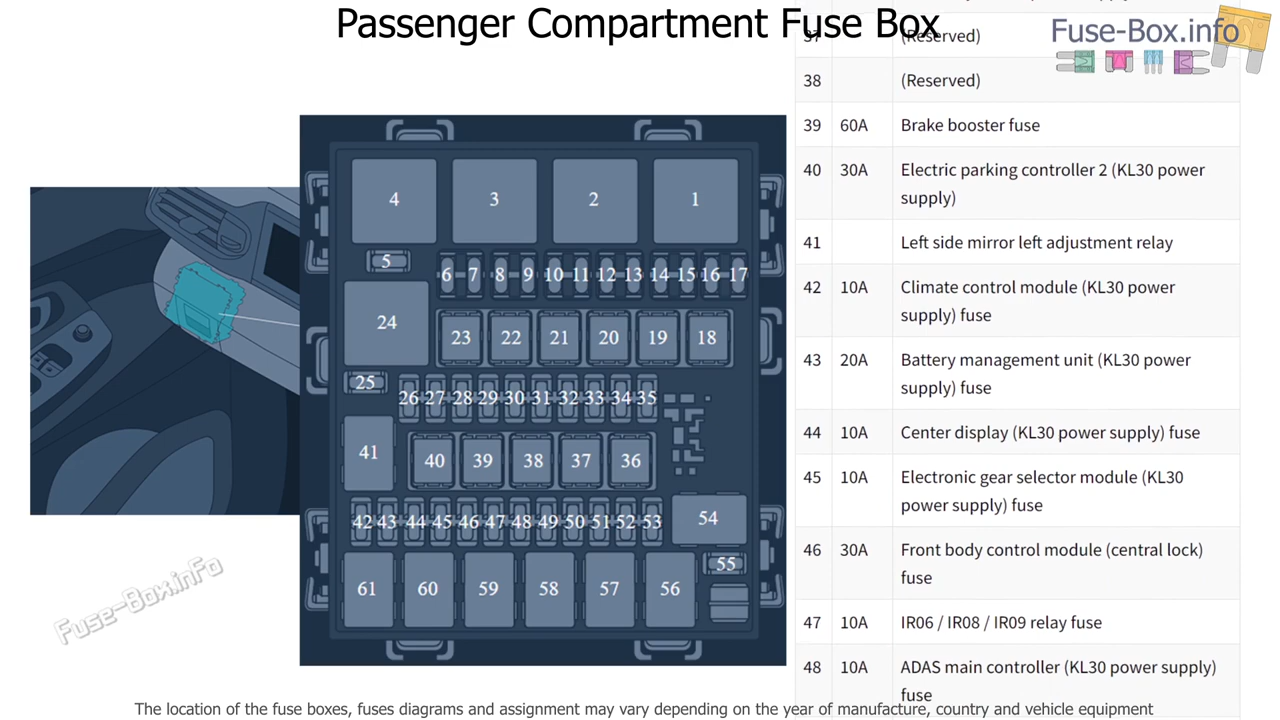 Passenger Compartment Fuse Box
Fuse-Box.info
37 (Reserved)
38 (Reserved)
39 60A Brake booster fuse
40 30A Electric parking controller 2 (KL30 power
supply)
41 Left side mirror left adjustment relay
42 10A Climate control module (KL30 power
supply) fuse
43 20A Battery management unit (KL30 power
supply) fuse
44 10A Center display (KL30 power supply) fuse
45 10A Electronic gear selector module (KL30
power supply) fuse
46 30A Front body control module (central lock)
fuse
47 10A IR06 / IR08 / IR09 relay fuse
48 10A ADAS main controller (KL30 power supply)
fuse
4 3 2 1
5
6 7 8 9 10 11 12 13 14 15 16 17
24
23 22 21 20 19 18
25
26 27 28 29 30 31 32 33 34 35
41
40 39 38 37 36
42 43 44 45 46 47 48 49 50 51 52 53
54
55
61 60 59 58 57 56
Fuse-Box.inFo
The location of the fuse boxes, fuses diagrams and assignment may vary depending on the year of manufacture, country and vehicle equipment